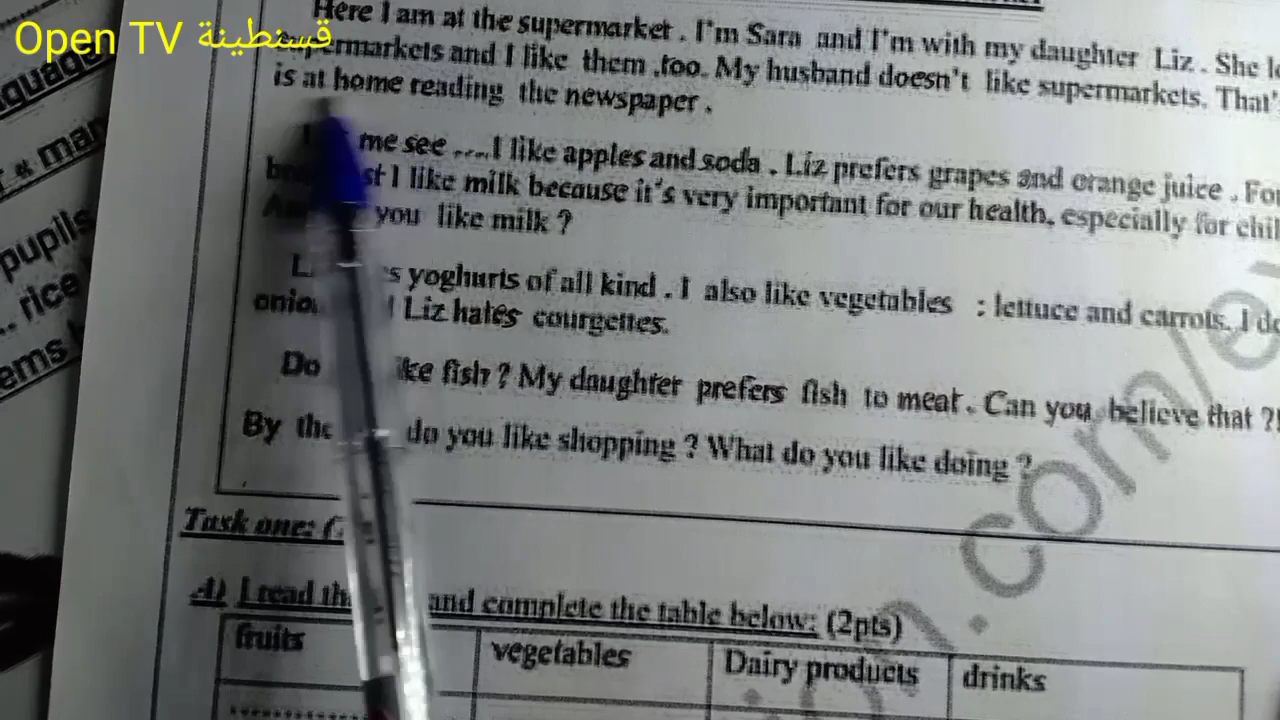 Open TV قسنطينة
Here I am at the supermarket . I'm Sara and I'm with my daughter Liz . She
supermarkets and I like them ,too. My husband doesn't like supermarkets. That'
is at home reading the newspaper .
me see ....I like apples and soda . Liz prefers grapes and orange juice . For
I like milk because it's very important for our health, especially for chil
you like milk ?
yoghurts of all kind . I also like vegetables : lettuce and carrots. I
Liz hates courgettes.
Do ke fish ? My daughter prefers fish to meat . Can you believe that ?!
By the do you like shopping ? What do you like doing ?
Task one:
A) I read and complete the table below: (2pts)
fruits vegetables Dairy products drinks
pupils
rice